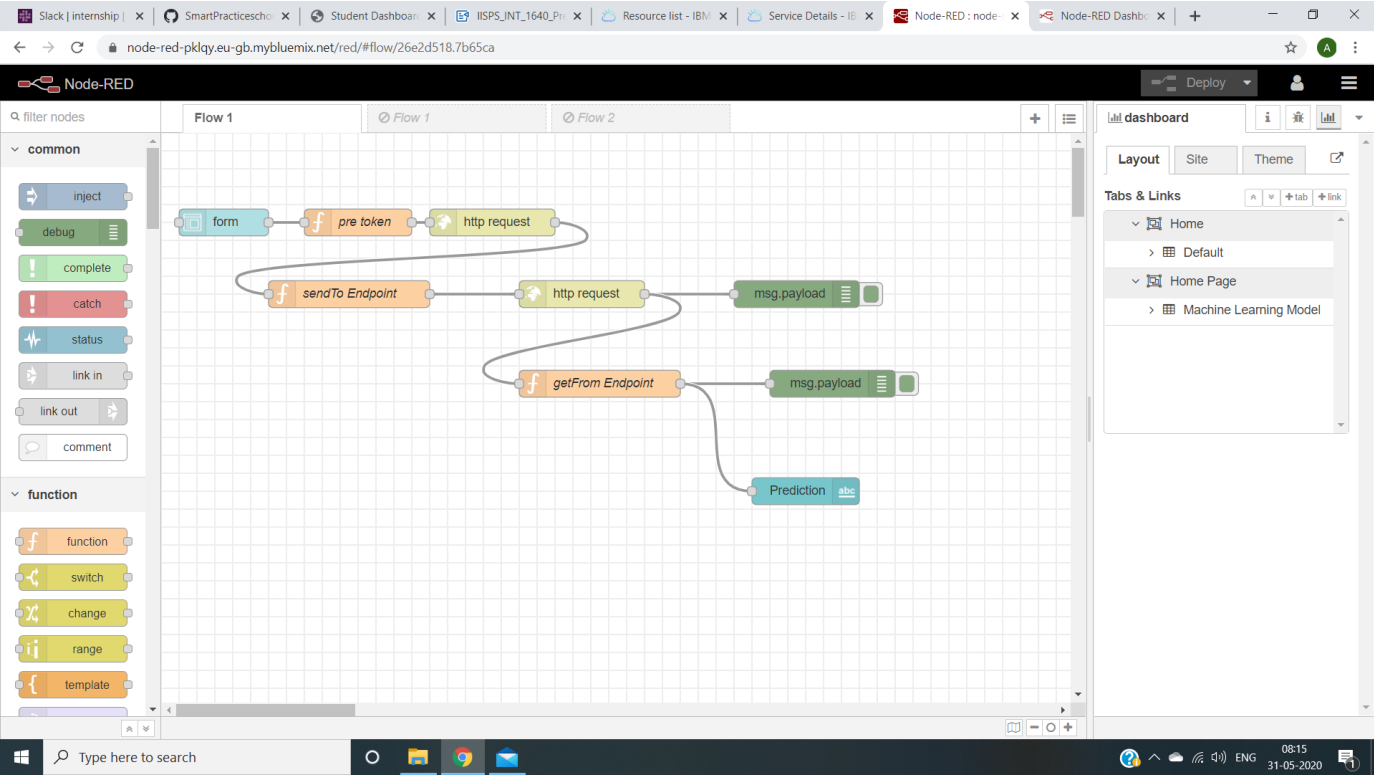 Slack | internship |
SmartPracticescho
Student Dashboard
IISPS_INT_1640_Pre
Resource list - IBM
Service Details - IB
Node-RED : node-
Node-RED Dashbo
node-red-pklqy.eu-gb.mybluemix.net/red/#flow/26e2d518.7b65ca
A
Node-RED
Deploy
filter nodes
Flow 1
Flow 1
Flow 2
dashboard
i
common
inject
debug
complete
catch
status
link in
link out
comment
function
function
switch
change
range
template
form
pre token
http request
sendTo Endpoint
http request
msg.payload
getFrom Endpoint
msg.payload
Prediction
abc
Layout
Site
Theme
Tabs & Links
+tab
+link
Home
Default
Home Page
Machine Learning Model
Type here to search
ENG
08:15
31-05-2020
1